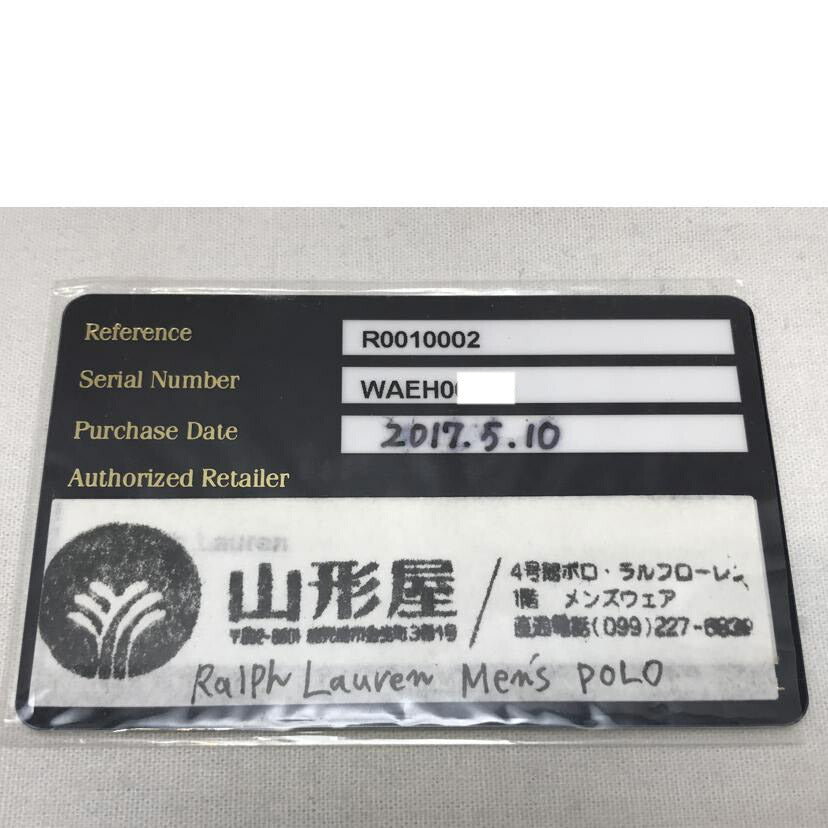 Reference R0010002
Serial Number WAEH0
Purchase Date 2017.5.10
Authorized Retailer
Lauren
山形屋
4号館ポロ・ラルフローレン
1階 メンズウェア
直通電話(099)227-
Ralph Lauren Men's POLO